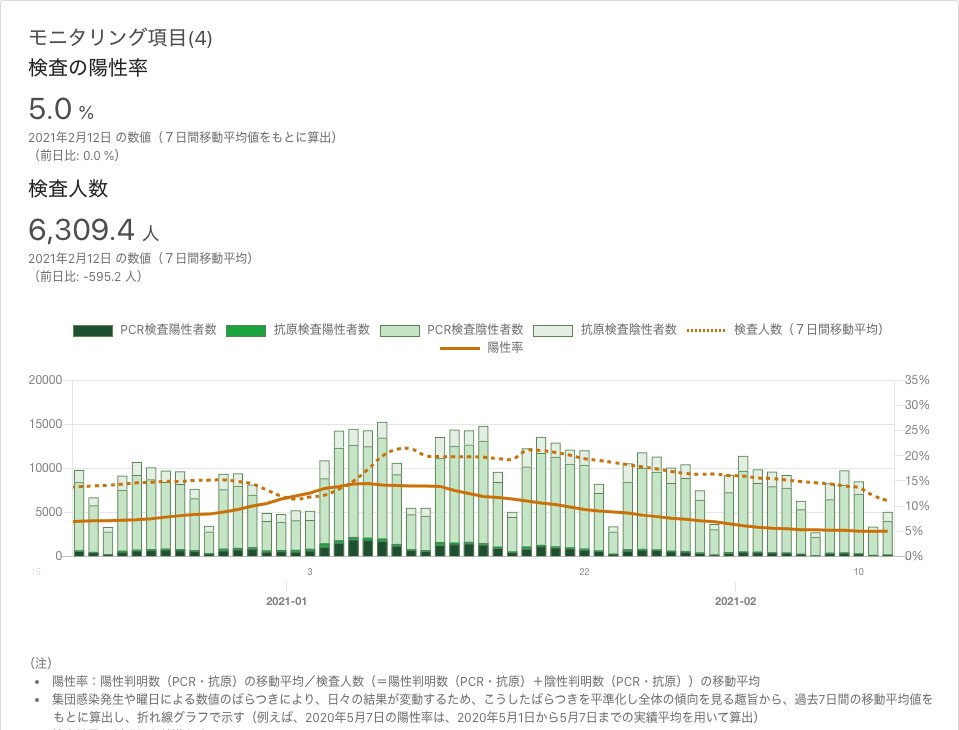 モニタリング項目(4)
検査の陽性率
5.0 %
2021年2月12日 の数値（７日間移動平均値をもとに算出）
（前日比: 0.0 %）
検査人数
6,309.4 人
2021年2月12日 の数値（７日間移動平均）
（前日比: -595.2 人）
PCR検査陽性者数 抗原検査陽性者数 PCR検査陰性者数 抗原検査陰性者数 検査人数（７日間移動平均）
陽性率
20000 35%
30%
15000 25%
20%
10000 15%
5000 10%
5%
0 0%
16 3 22 10
2021-01 2021-02
（注）
• 陽性率：陽性判明数（PCR・抗原）の移動平均／検査人数（＝陽性判明数（PCR・抗原）＋陰性判明数（PCR・抗原））の移動平均
• 集団感染発生や曜日による数値のばらつきにより、日々の結果が変動するため、こうしたばらつきを平準化し全体の傾向を見る趣旨から、過去7日間の移動平均値を
もとに算出し、折れ線グラフで示す（例えば、2020年5月7日の陽性率は、2020年5月1日から5月7日までの実績平均を用いて算出）